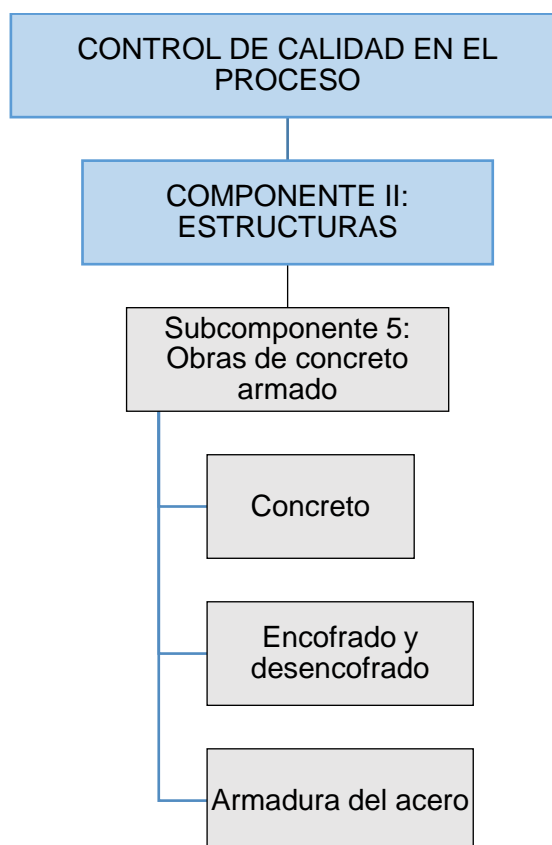 CONTROL DE CALIDAD EN EL
PROCESO
COMPONENTE II:
ESTRUCTURAS
Subcomponente 5:
Obras de concreto
armado
Concreto
Encofrado y
desencofrado
Armadura del acero